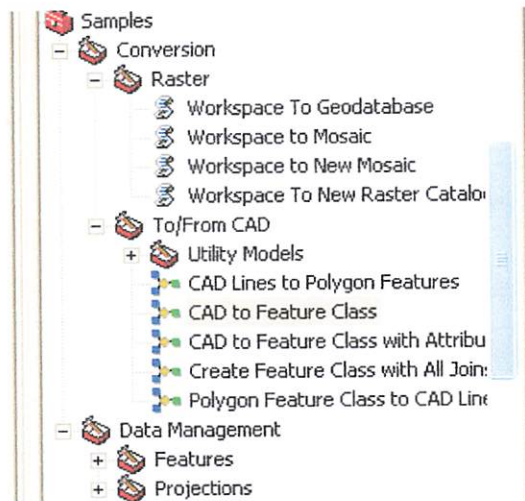 Samples
Conversion
Raster
Workspace To Geodatabase
Workspace to Mosaic
Workspace to New Mosaic
Workspace To New Raster Catalo
To/From CAD
Utility Models
CAD Lines to Polygon Features
CAD to Feature Class
CAD to Feature Class with Attribu
Create Feature Class with All Join
Polygon Feature Class to CAD Line
Data Management
Features
Projections